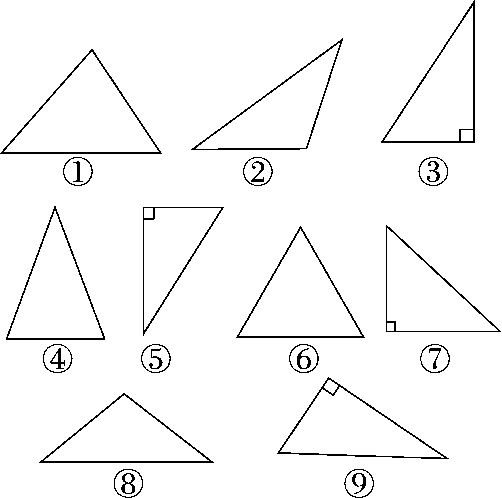 ① ② ③
④ ⑤ ⑥ ⑦
⑧ ⑨